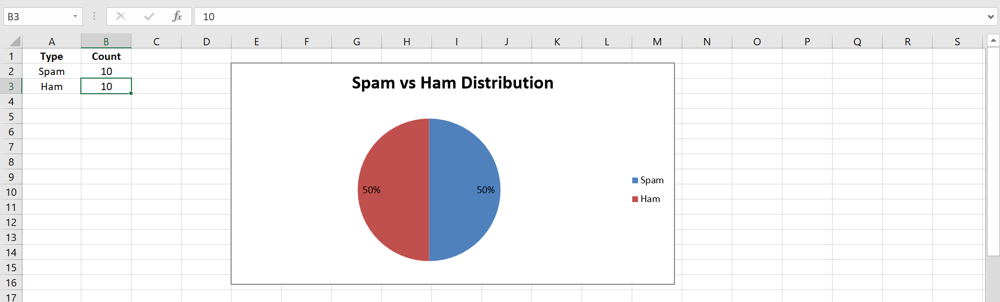 B3 fx 10
A B C D E F G H I J K L M N O P Q R S
1 Type Count
2 Spam 10
3 Ham 10
4
5
6
7
8
9
10
11
12
13
14
15
16
17
Spam vs Ham Distribution
50% 50%
Spam
Ham